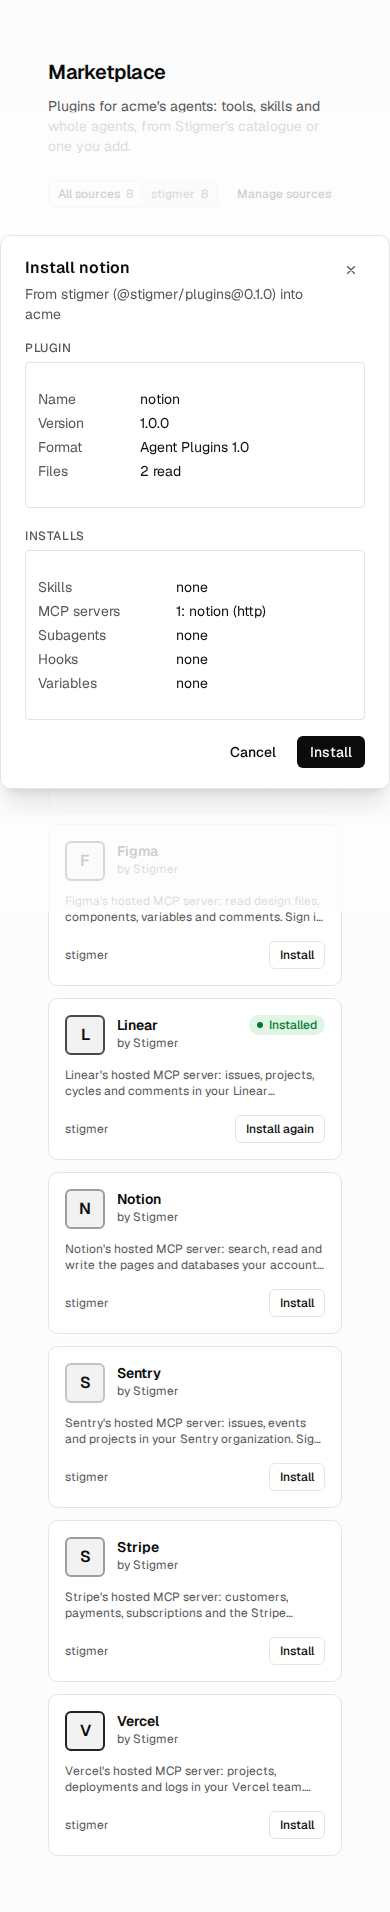 Marketplace
Plugins for acme's agents: tools, skills and
whole agents, from Stigmer's catalogue or
one you add.
All sources 8 stigmer 8 Manage sources
Install notion
From stigmer (@stigmer/plugins@0.1.0) into
acme
PLUGIN
Name notion
Version 1.0.0
Format Agent Plugins 1.0
Files 2 read
INSTALLS
Skills none
MCP servers 1: notion (http)
Subagents none
Hooks none
Variables none
Cancel Install
F
Figma
by Stigmer
Figma's hosted MCP server: read design files,
components, variables and comments. Sign i...
stigmer Install
L
Linear
by Stigmer
Installed
Linear's hosted MCP server: issues, projects,
cycles and comments in your Linear...
stigmer Install again
N
Notion
by Stigmer
Notion's hosted MCP server: search, read and
write the pages and databases your account...
stigmer Install
S
Sentry
by Stigmer
Sentry's hosted MCP server: issues, events
and projects in your Sentry organization. Sig...
stigmer Install
S
Stripe
by Stigmer
Stripe's hosted MCP server: customers,
payments, subscriptions and the Stripe...
stigmer Install
V
Vercel
by Stigmer
Vercel's hosted MCP server: projects,
deployments and logs in your Vercel team....
stigmer Install